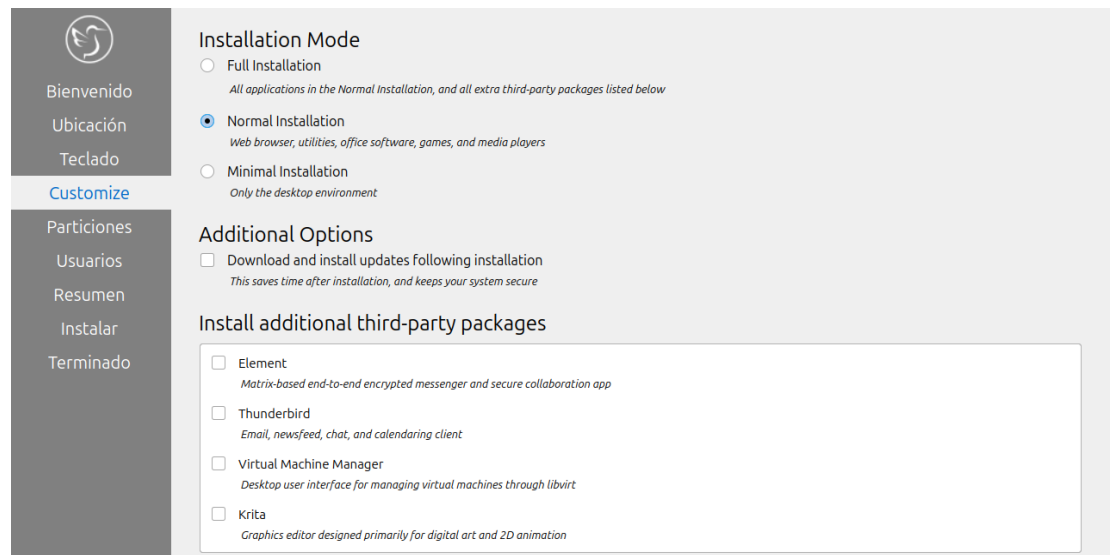 Bienvenido
Ubicación
Teclado
Customize
Particiones
Usuarios
Resumen
Instalar
Terminado
Installation Mode
Full Installation
All applications in the Normal Installation, and all extra third-party packages listed below
Normal Installation
Web browser, utilities, office software, games, and media players
Minimal Installation
Only the desktop environment
Additional Options
Download and install updates following installation
This saves time after installation, and keeps your system secure
Install additional third-party packages
Element
Matrix-based end-to-end encrypted messenger and secure collaboration app
Thunderbird
Email, newsfeed, chat, and calendaring client
Virtual Machine Manager
Desktop user interface for managing virtual machines through libvirt
Krita
Graphics editor designed primarily for digital art and 2D animation